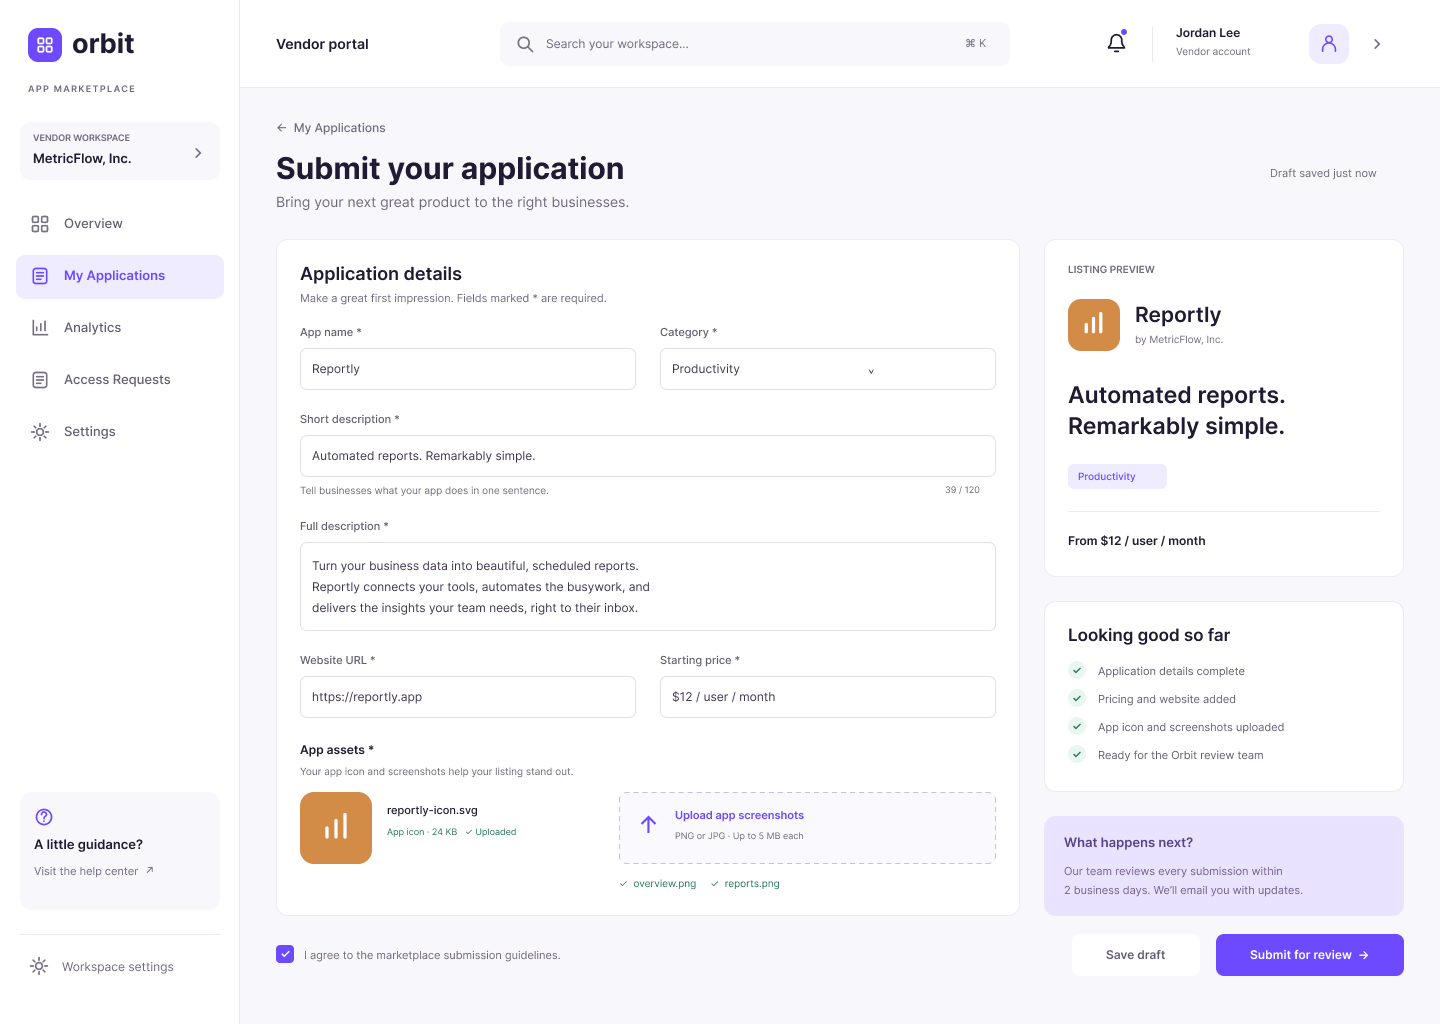 orbit
APP MARKETPLACE
VENDOR WORKSPACE
MetricFlow, Inc.
Overview
My Applications
Analytics
Access Requests
Settings
A little guidance?
Visit the help center ↗
Workspace settings
Vendor portal
Search your workspace...
⌘ K
Jordan Lee
Vendor account
← My Applications
Submit your application
Bring your next great product to the right businesses.
Draft saved just now
Application details
Make a great first impression. Fields marked * are required.
App name *
Category *
Reportly
Productivity
Short description *
Automated reports. Remarkably simple.
Tell businesses what your app does in one sentence.
39 / 120
Full description *
Turn your business data into beautiful, scheduled reports.
Reportly connects your tools, automates the busywork, and
delivers the insights your team needs, right to their inbox.
Website URL *
Starting price *
https://reportly.app
$12 / user / month
App assets *
Your app icon and screenshots help your listing stand out.
reportly-icon.svg
App icon · 24 KB ✓ Uploaded
Upload app screenshots
PNG or JPG · Up to 5 MB each
✓ overview.png ✓ reports.png
LISTING PREVIEW
Reportly
by MetricFlow, Inc.
Automated reports.
Remarkably simple.
Productivity
From $12 / user / month
Looking good so far
Application details complete
Pricing and website added
App icon and screenshots uploaded
Ready for the Orbit review team
What happens next?
Our team reviews every submission within
2 business days. We’ll email you with updates.
I agree to the marketplace submission guidelines.
Save draft
Submit for review →